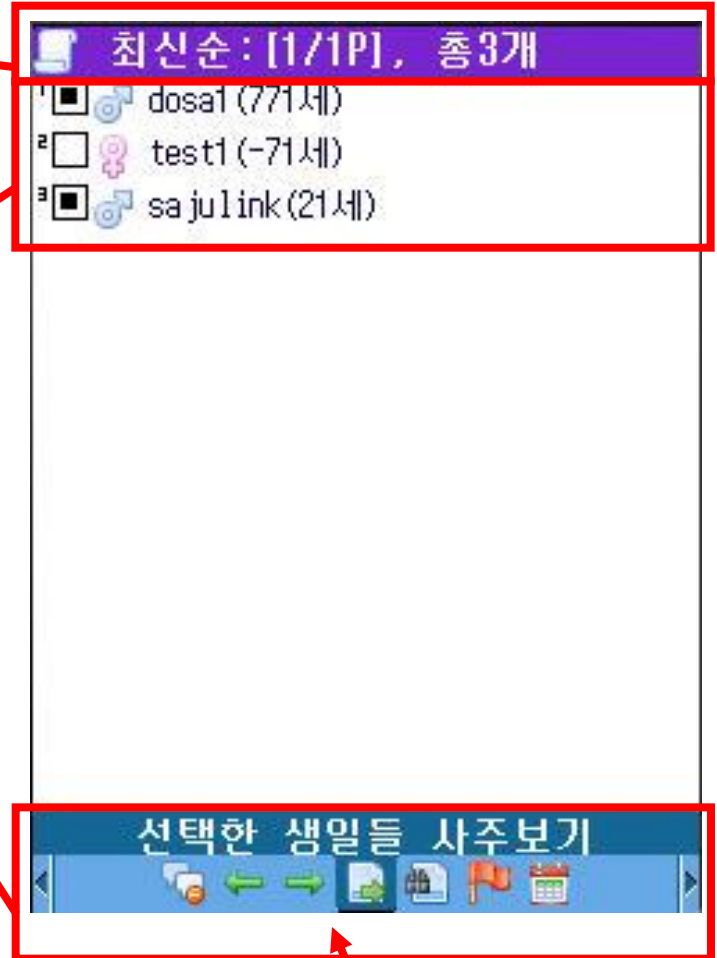 최신순:[1/1P], 총3개
1 dosa1(771세)
2 test1(-71세)
3 sajulink(21세)
선택한 생일들 사주보기